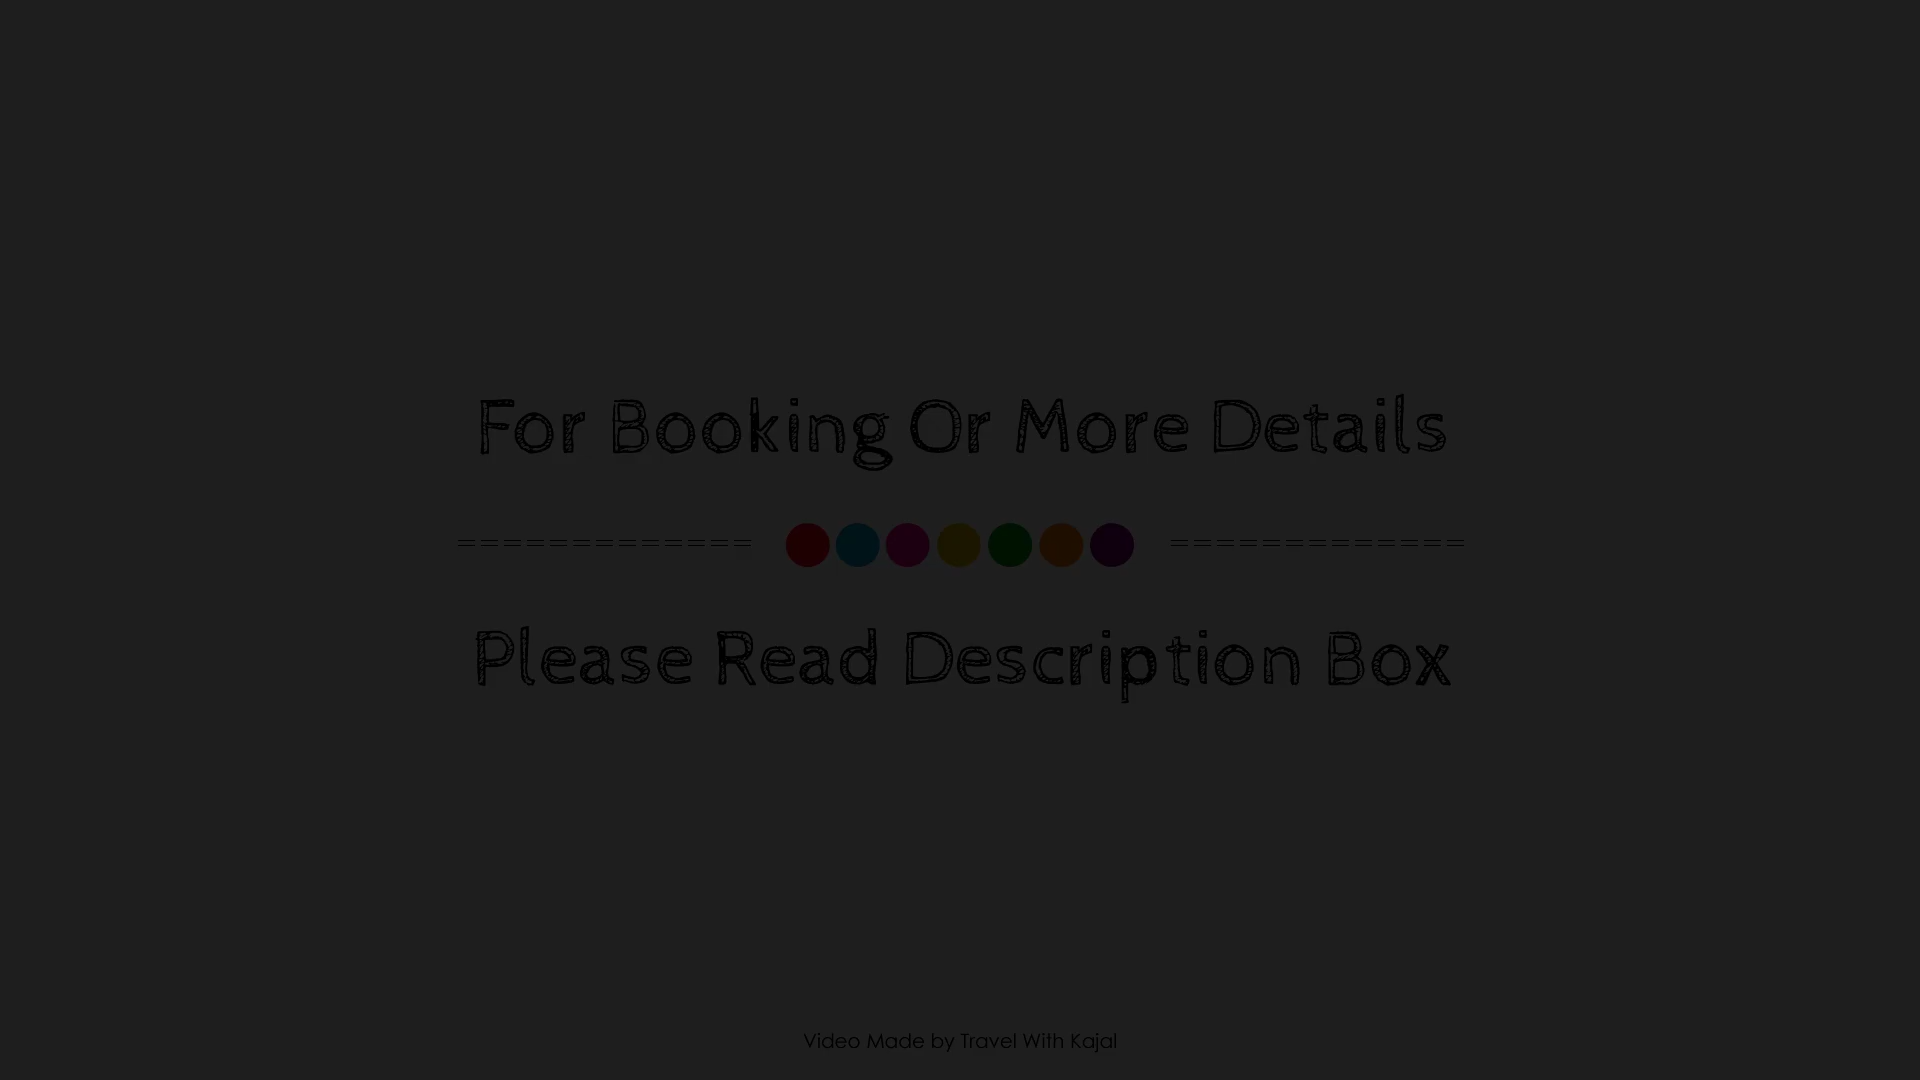 For Booking Or More Details
============= =============
Please Read Description Box
Video Made by Travel With Kajal